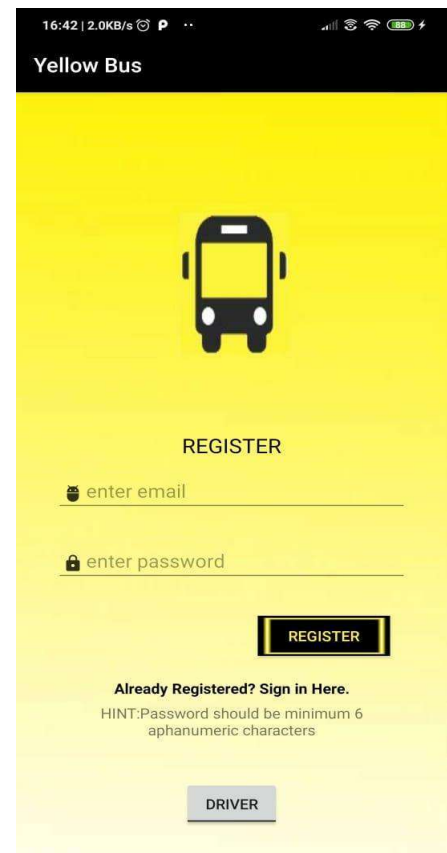 16:42 | 2.0KB/s P ··
88
Yellow Bus
REGISTER
enter email
enter password
REGISTER
Already Registered? Sign in Here.
HINT:Password should be minimum 6
aphanumeric characters
DRIVER